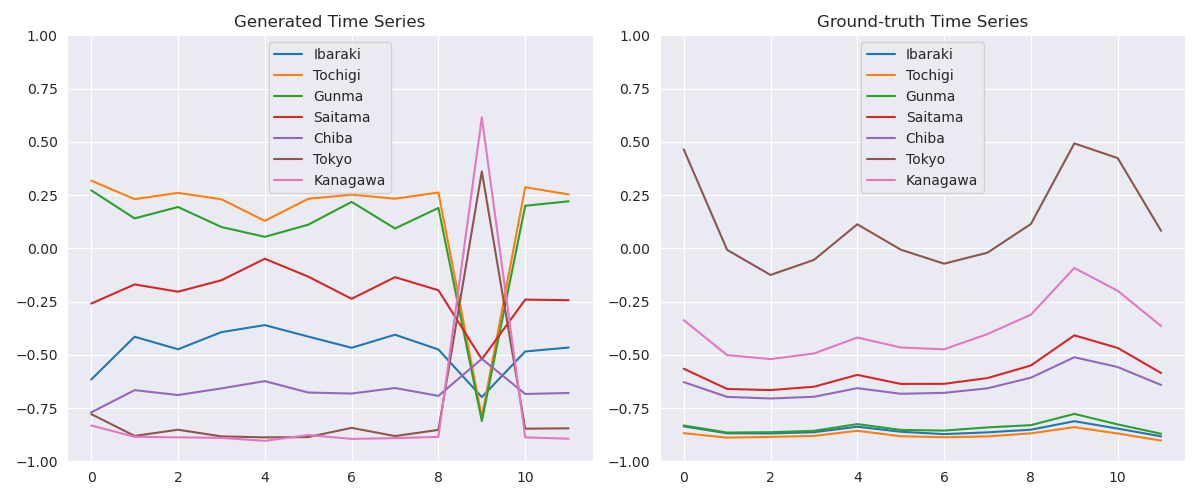 Generated Time Series
1.00
0.75
0.50
0.25
0.00
−0.25
−0.50
−0.75
−1.00
0 2 4 6 8 10
Ibaraki
Tochigi
Gunma
Saitama
Chiba
Tokyo
Kanagawa
Ground-truth Time Series
1.00
0.75
0.50
0.25
0.00
−0.25
−0.50
−0.75
−1.00
0 2 4 6 8 10
Ibaraki
Tochigi
Gunma
Saitama
Chiba
Tokyo
Kanagawa